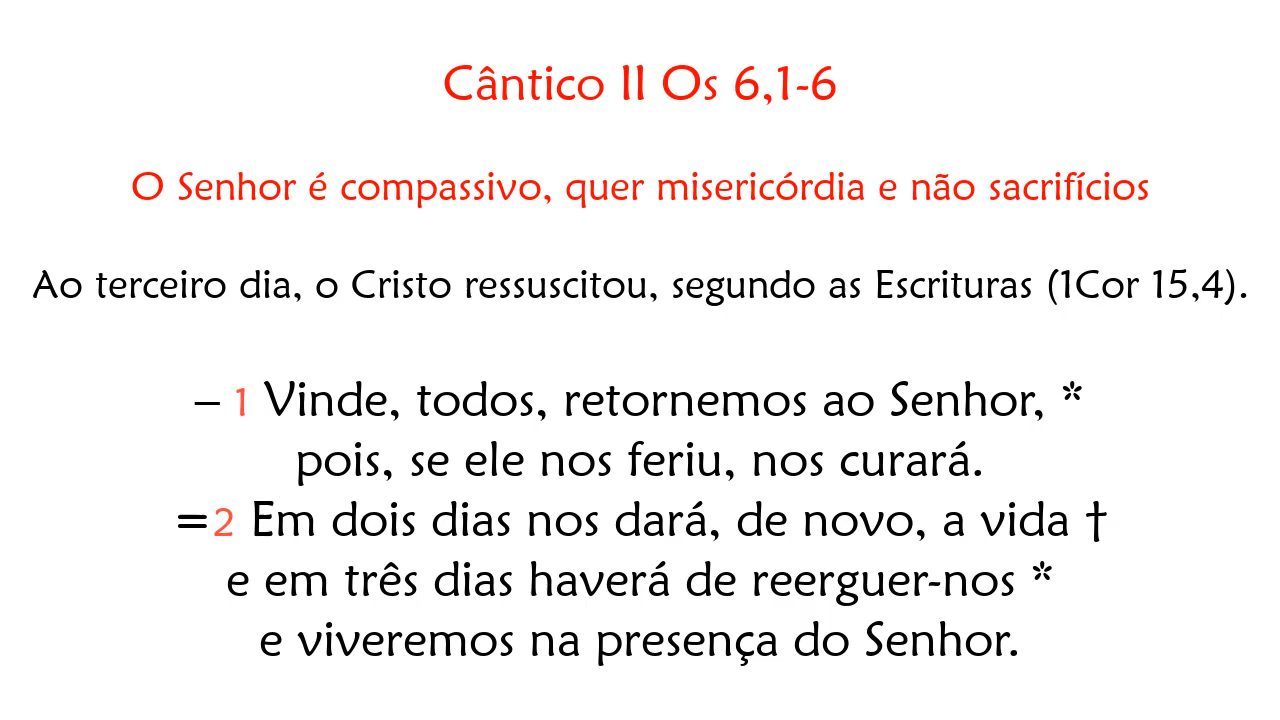 Cântico II Os 6,1-6
O Senhor é compassivo, quer misericórdia e não sacrifícios
Ao terceiro dia, o Cristo ressuscitou, segundo as Escrituras (1Cor 15,4).
– 1 Vinde, todos, retornemos ao Senhor, *
pois, se ele nos feriu, nos curará.
=2 Em dois dias nos dará, de novo, a vida †
e em três dias haverá de reerguer-nos *
e viveremos na presença do Senhor.